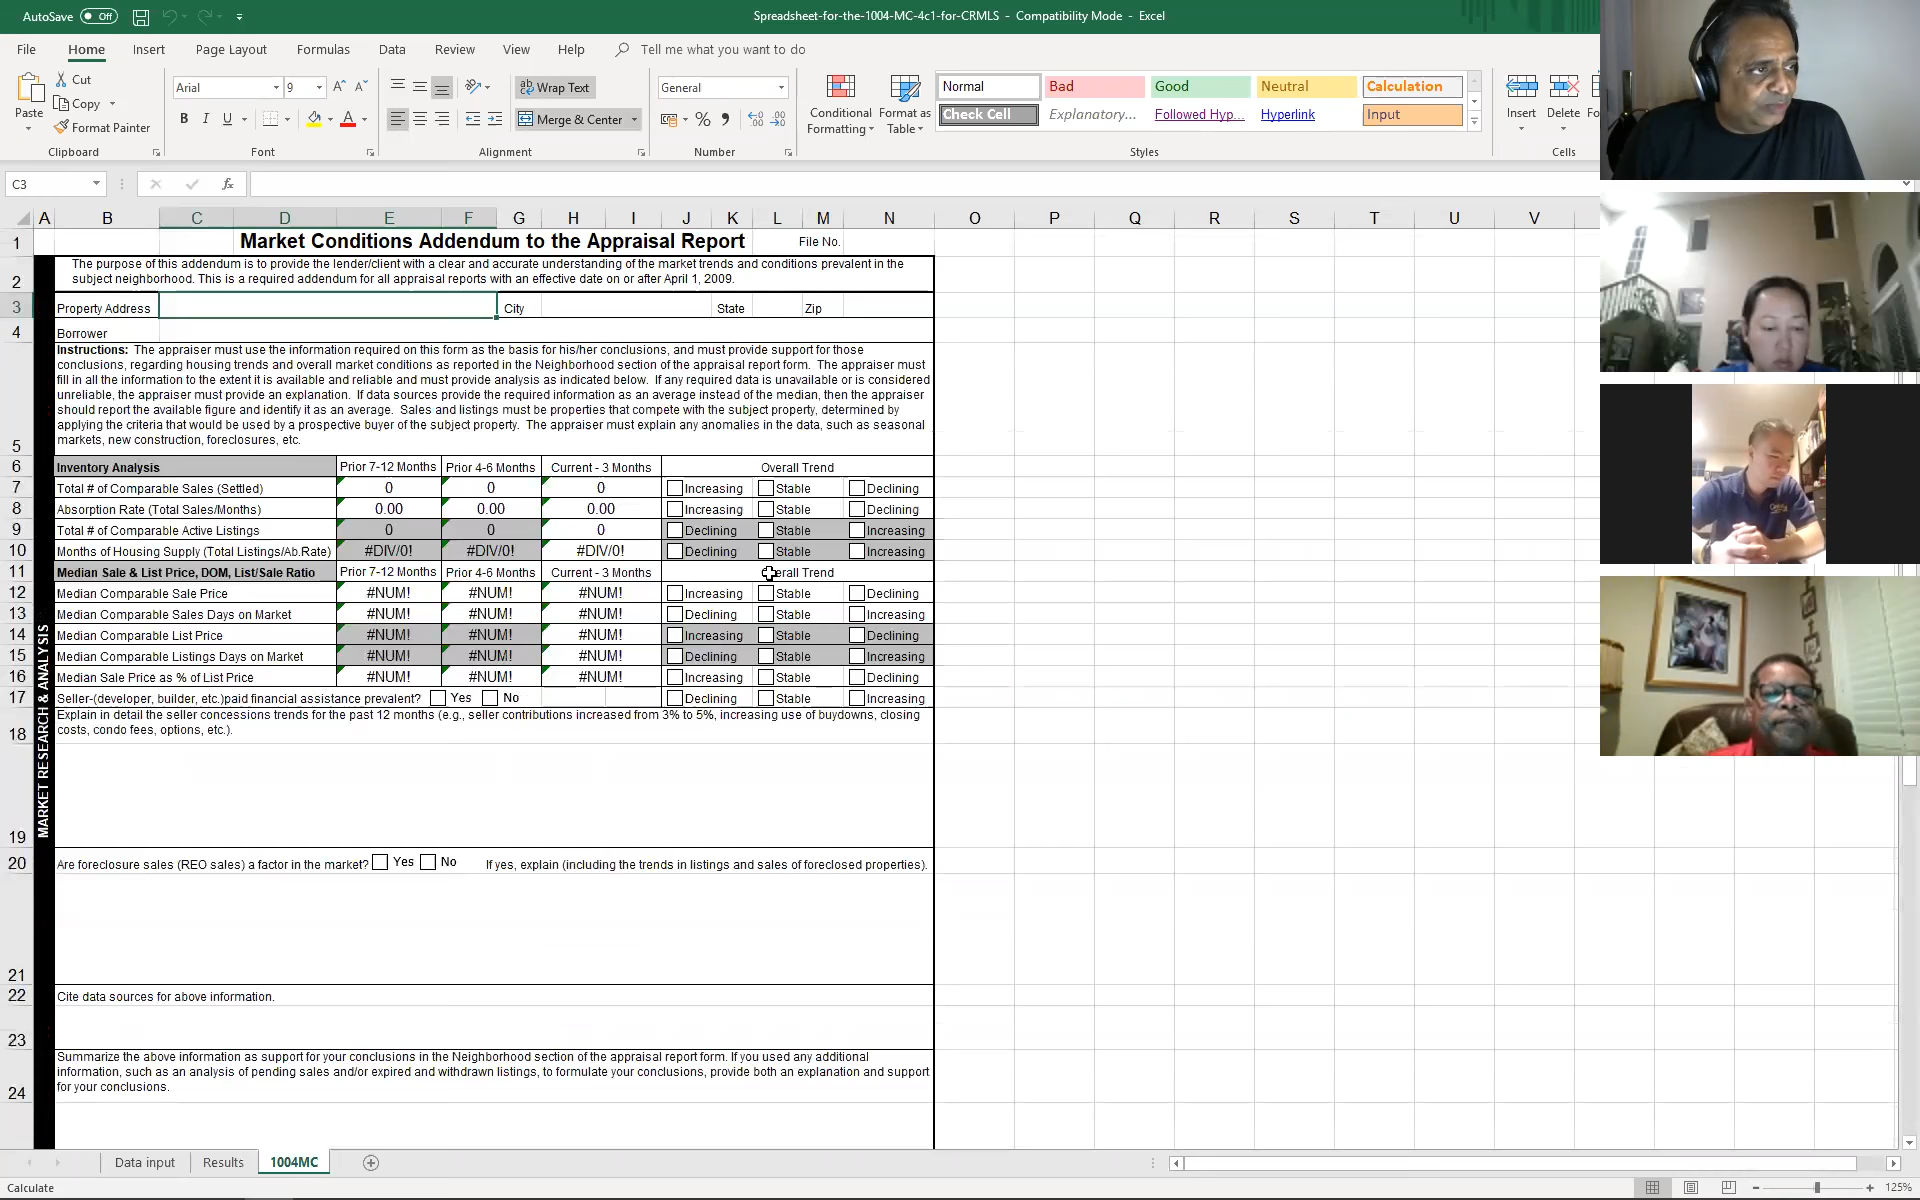 AutoSave Off
Spreadsheet-for-the-1004-MC-4c1-for-CRMLS - Compatibility Mode - Excel
File Home Insert Page Layout Formulas Data Review View Help Tell me what you want to do
Paste
Cut
Copy
Format Painter
Clipboard
Arial 9
B I U
Font
Wrap Text
Merge & Center
Alignment
General
Number
Conditional Formatting
Format as Table
Normal Bad Good Neutral Calculation
Check Cell Explanatory... Followed Hyp... Hyperlink Input
Styles
Insert Delete
Cells
C3
fx
A B C D E F G H I J K L M N O P Q R S T U V
1 Market Conditions Addendum to the Appraisal Report File No.
The purpose of this addendum is to provide the lender/client with a clear and accurate understanding of the market trends and conditions prevalent in the
2 subject neighborhood. This is a required addendum for all appraisal reports with an effective date on or after April 1, 2009.
3 Property Address City State Zip
4 Borrower
Instructions: The appraiser must use the information required on this form as the basis for his/her conclusions, and must provide support for those
conclusions, regarding housing trends and overall market conditions as reported in the Neighborhood section of the appraisal report form. The appraiser must
fill in all the information to the extent it is available and reliable and must provide analysis as indicated below. If any required data is unavailable or is considered
unreliable, the appraiser must provide an explanation. If data sources provide the required information as an average instead of the median, then the appraiser
should report the available figure and identify it as an average. Sales and listings must be properties that compete with the subject property, determined by
applying the criteria that would be used by a prospective buyer of the subject property. The appraiser must explain any anomalies in the data, such as seasonal
5 markets, new construction, foreclosures, etc.
6 Inventory Analysis Prior 7-12 Months Prior 4-6 Months Current - 3 Months Overall Trend
7 Total # of Comparable Sales (Settled) 0 0 0 Increasing Stable Declining
8 Absorption Rate (Total Sales/Months) 0.00 0.00 0.00 Increasing Stable Declining
9 Total # of Comparable Active Listings 0 0 0 Declining Stable Increasing
10 Months of Housing Supply (Total Listings/Ab.Rate) #DIV/0! #DIV/0! #DIV/0! Declining Stable Increasing
11 Median Sale & List Price, DOM, List/Sale Ratio Prior 7-12 Months Prior 4-6 Months Current - 3 Months Trend
12 Median Comparable Sale Price #NUM! #NUM! #NUM! Increasing Stable Declining
13 Median Comparable Sales Days on Market #NUM! #NUM! #NUM! Declining Stable Increasing
14 Median Comparable List Price #NUM! #NUM! #NUM! Increasing Stable Declining
15 Median Comparable Listings Days on Market #NUM! #NUM! #NUM! Declining Stable Increasing
16 Median Sale Price as % of List Price #NUM! #NUM! #NUM! Increasing Stable Declining
17 Seller-(developer, builder, etc.)paid financial assistance prevalent? Yes No Declining Stable Increasing
Explain in detail the seller concessions trends for the past 12 months (e.g., seller contributions increased from 3% to 5%, increasing use of buydowns, closing
18 costs, condo fees, options, etc.).
MARKET RESEARCH & ANALYSIS
19
20 Are foreclosure sales (REO sales) a factor in the market? Yes No If yes, explain (including the trends in listings and sales of foreclosed properties).
21
22 Cite data sources for above information.
23
Summarize the above information as support for your conclusions in the Neighborhood section of the appraisal report form. If you used any additional
information, such as an analysis of pending sales and/or expired and withdrawn listings, to formulate your conclusions, provide both an explanation and support
24 for your conclusions.
Data input Results 1004MC
Calculate
125%